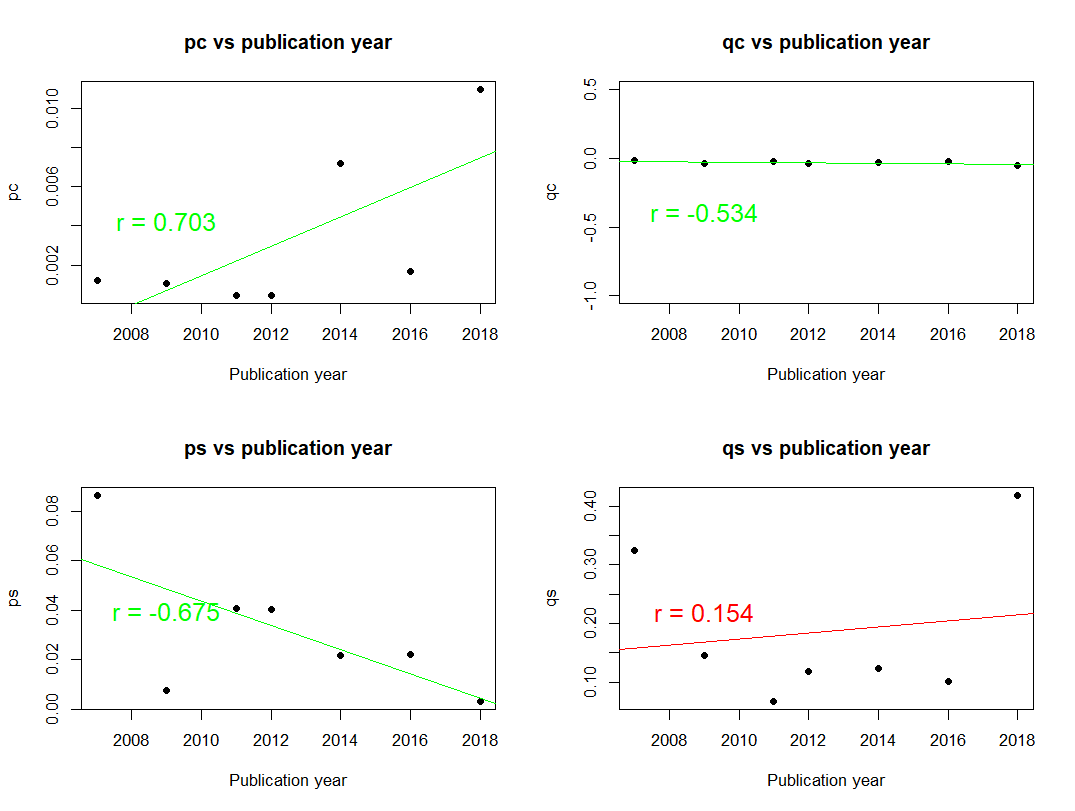 pc vs publication year
pc
0.002
0.006
0.010
r = 0.703
2008 2010 2012 2014 2016 2018
Publication year
qc vs publication year
qc
-1.0
-0.5
0.0
0.5
r = -0.534
2008 2010 2012 2014 2016 2018
Publication year
ps vs publication year
ps
0.00
0.02
0.04
0.06
0.08
r = -0.675
2008 2010 2012 2014 2016 2018
Publication year
qs vs publication year
qs
0.10
0.20
0.30
0.40
r = 0.154
2008 2010 2012 2014 2016 2018
Publication year